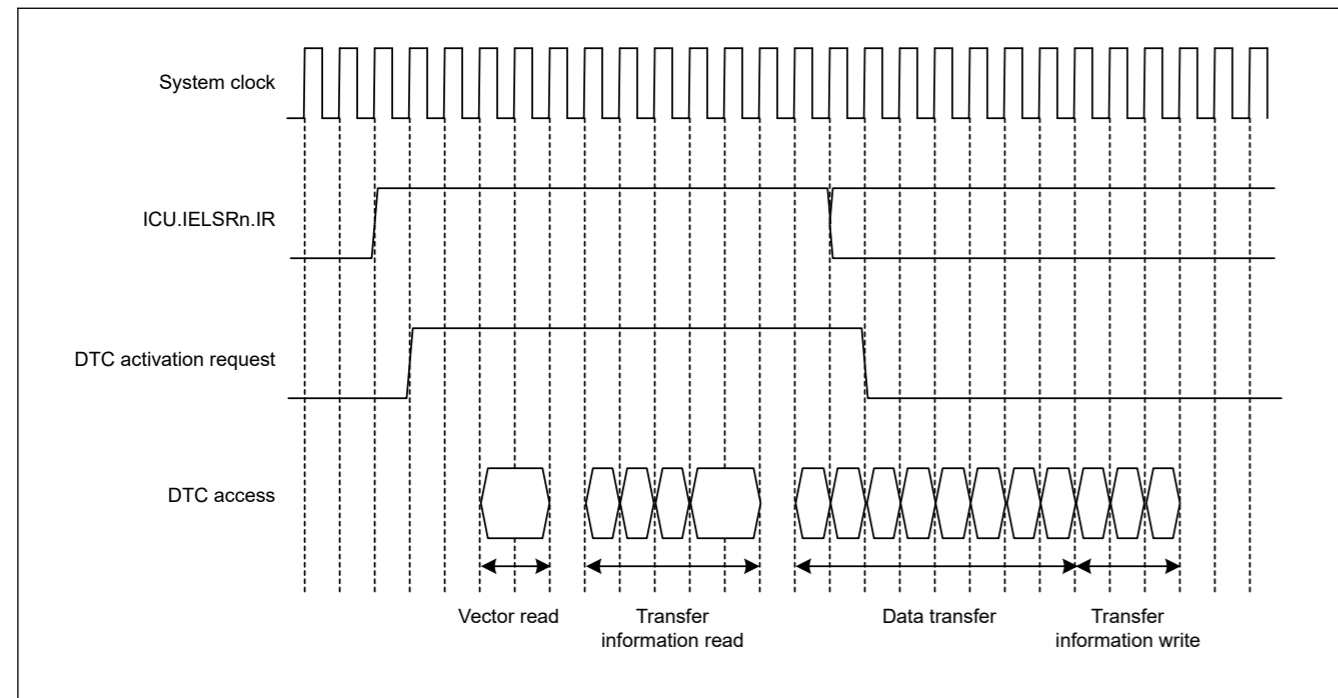 System clock
ICU.IELSRn.IR
DTC activation request
DTC access
Vector read
Transfer
information read
Data transfer
Transfer
information write